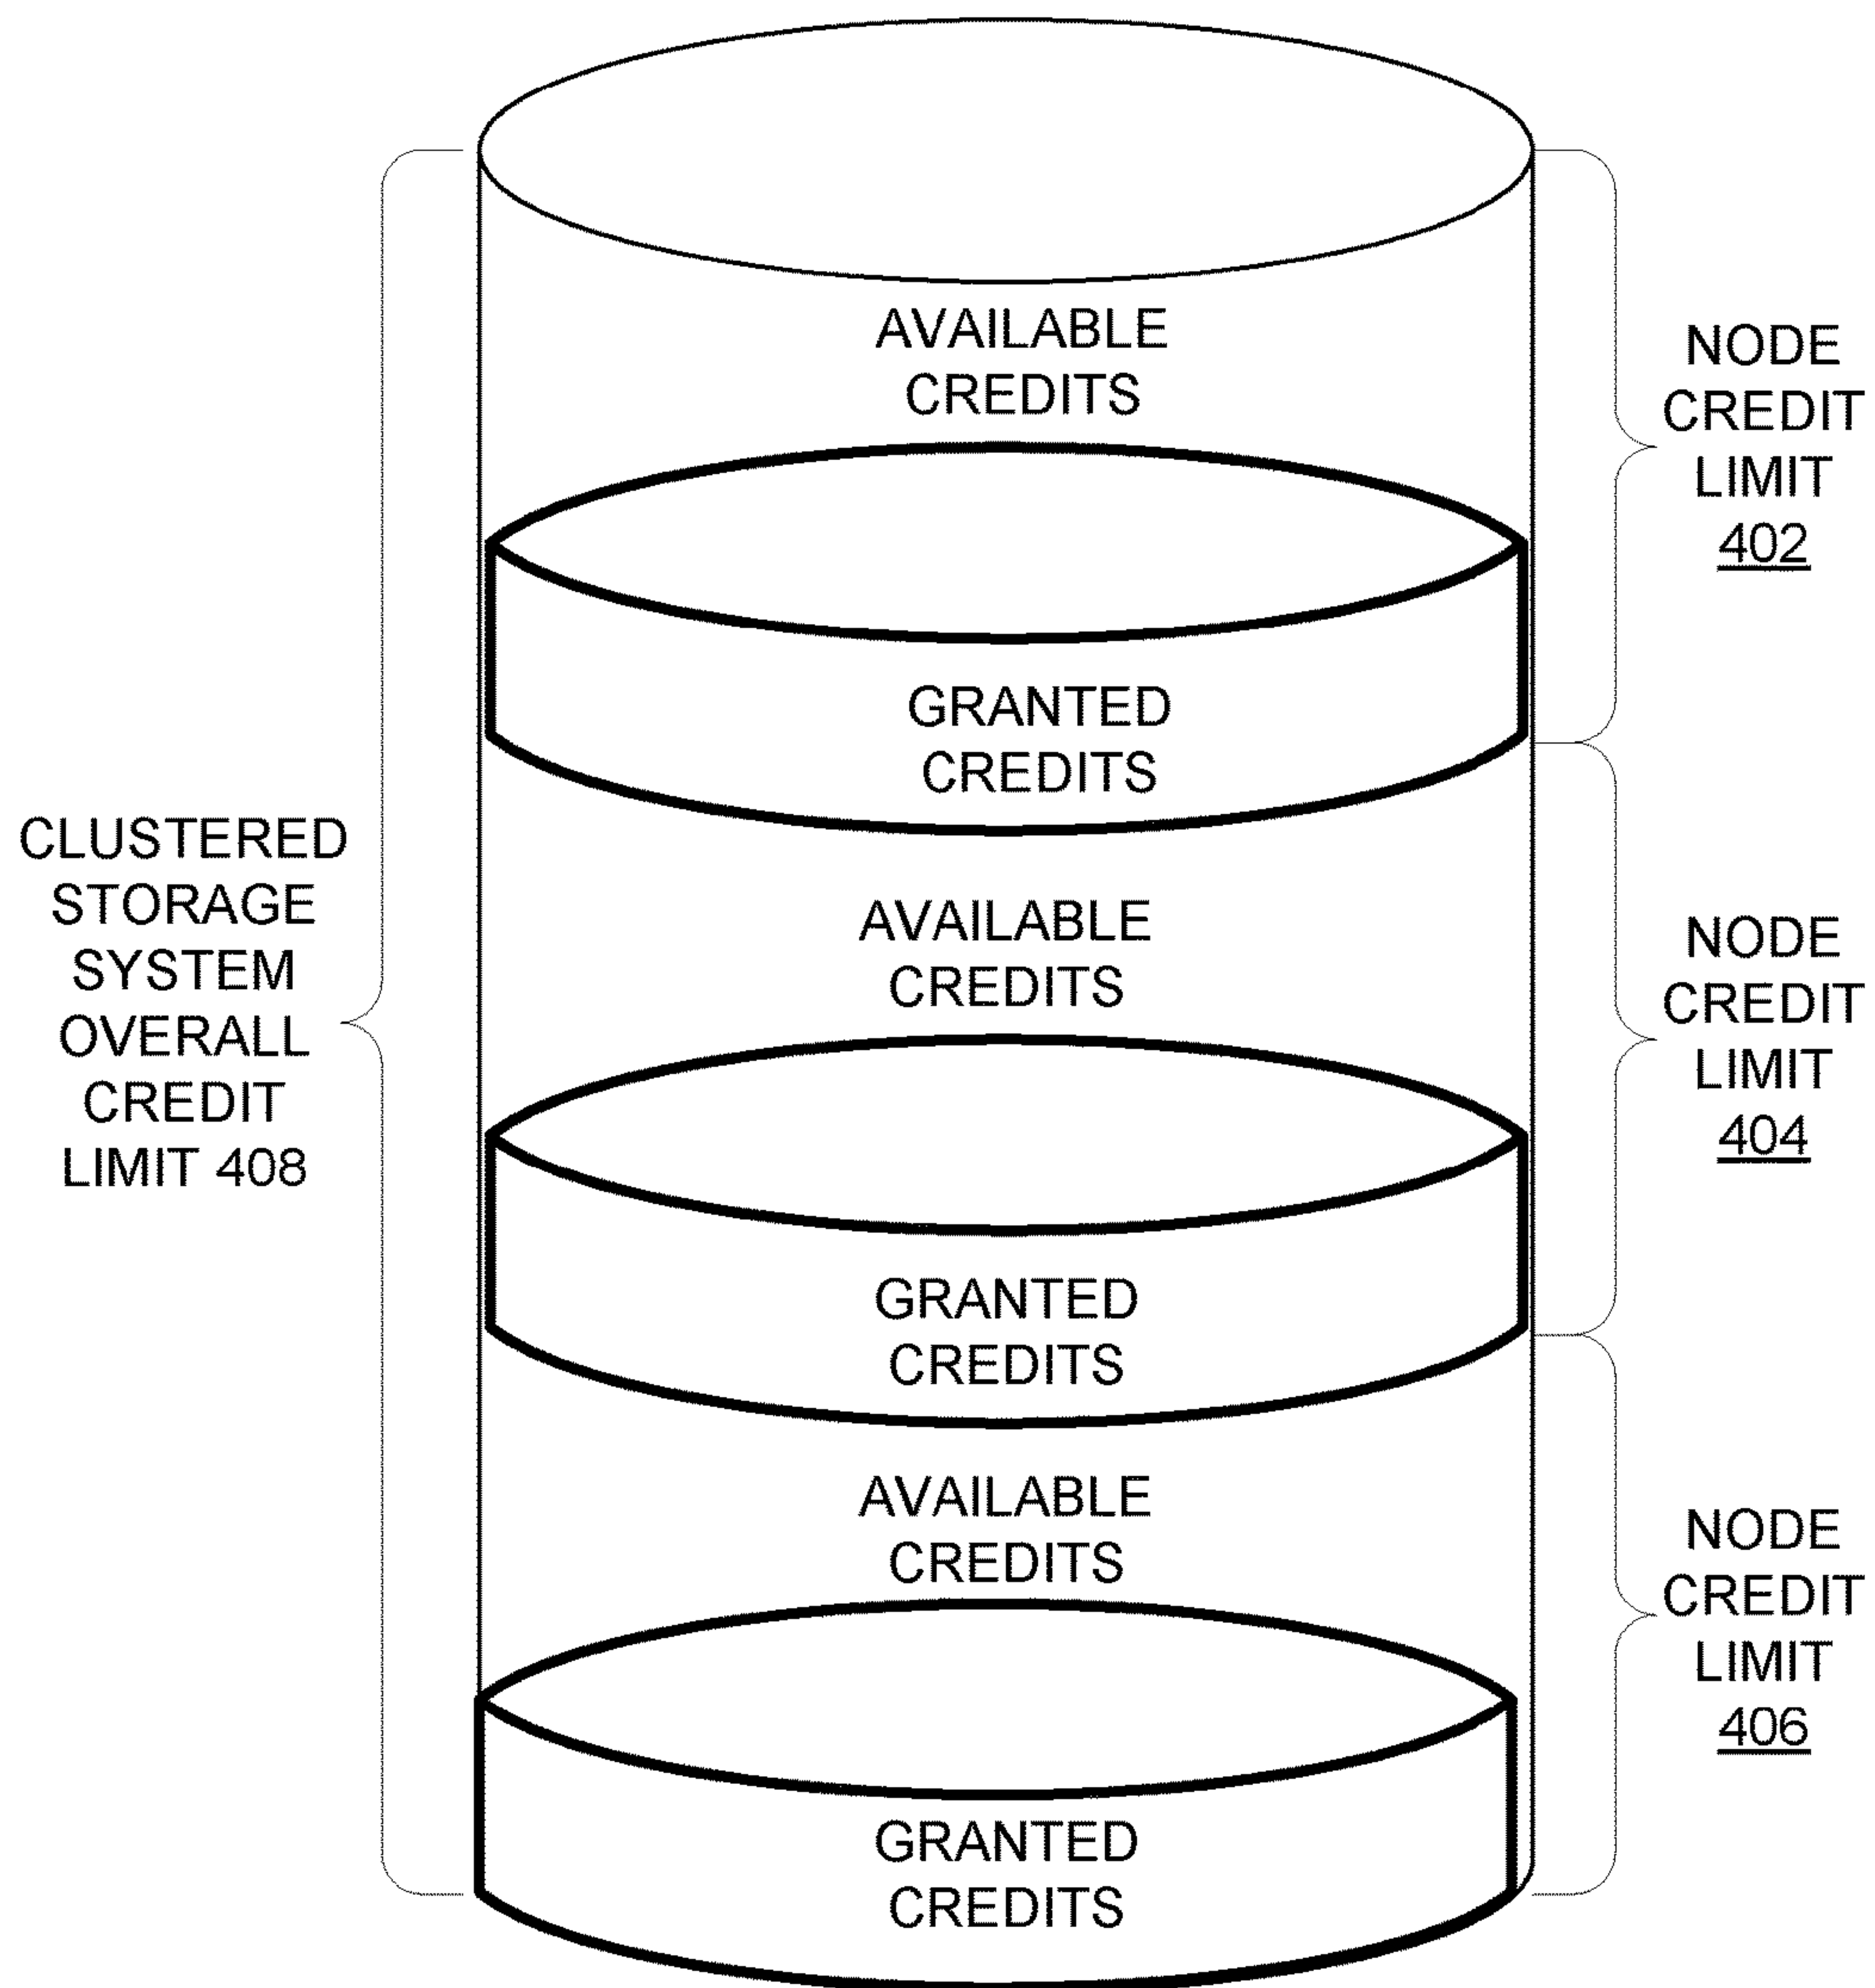 AVAILABLE
CREDITS
NODE
CREDIT
LIMIT
402
GRANTED
CREDITS
CLUSTERED
STORAGE
SYSTEM
OVERALL
CREDIT
LIMIT 408
AVAILABLE
CREDITS
NODE
CREDIT
LIMIT
404
GRANTED
CREDITS
AVAILABLE
CREDITS
NODE
CREDIT
LIMIT
406
GRANTED
CREDITS